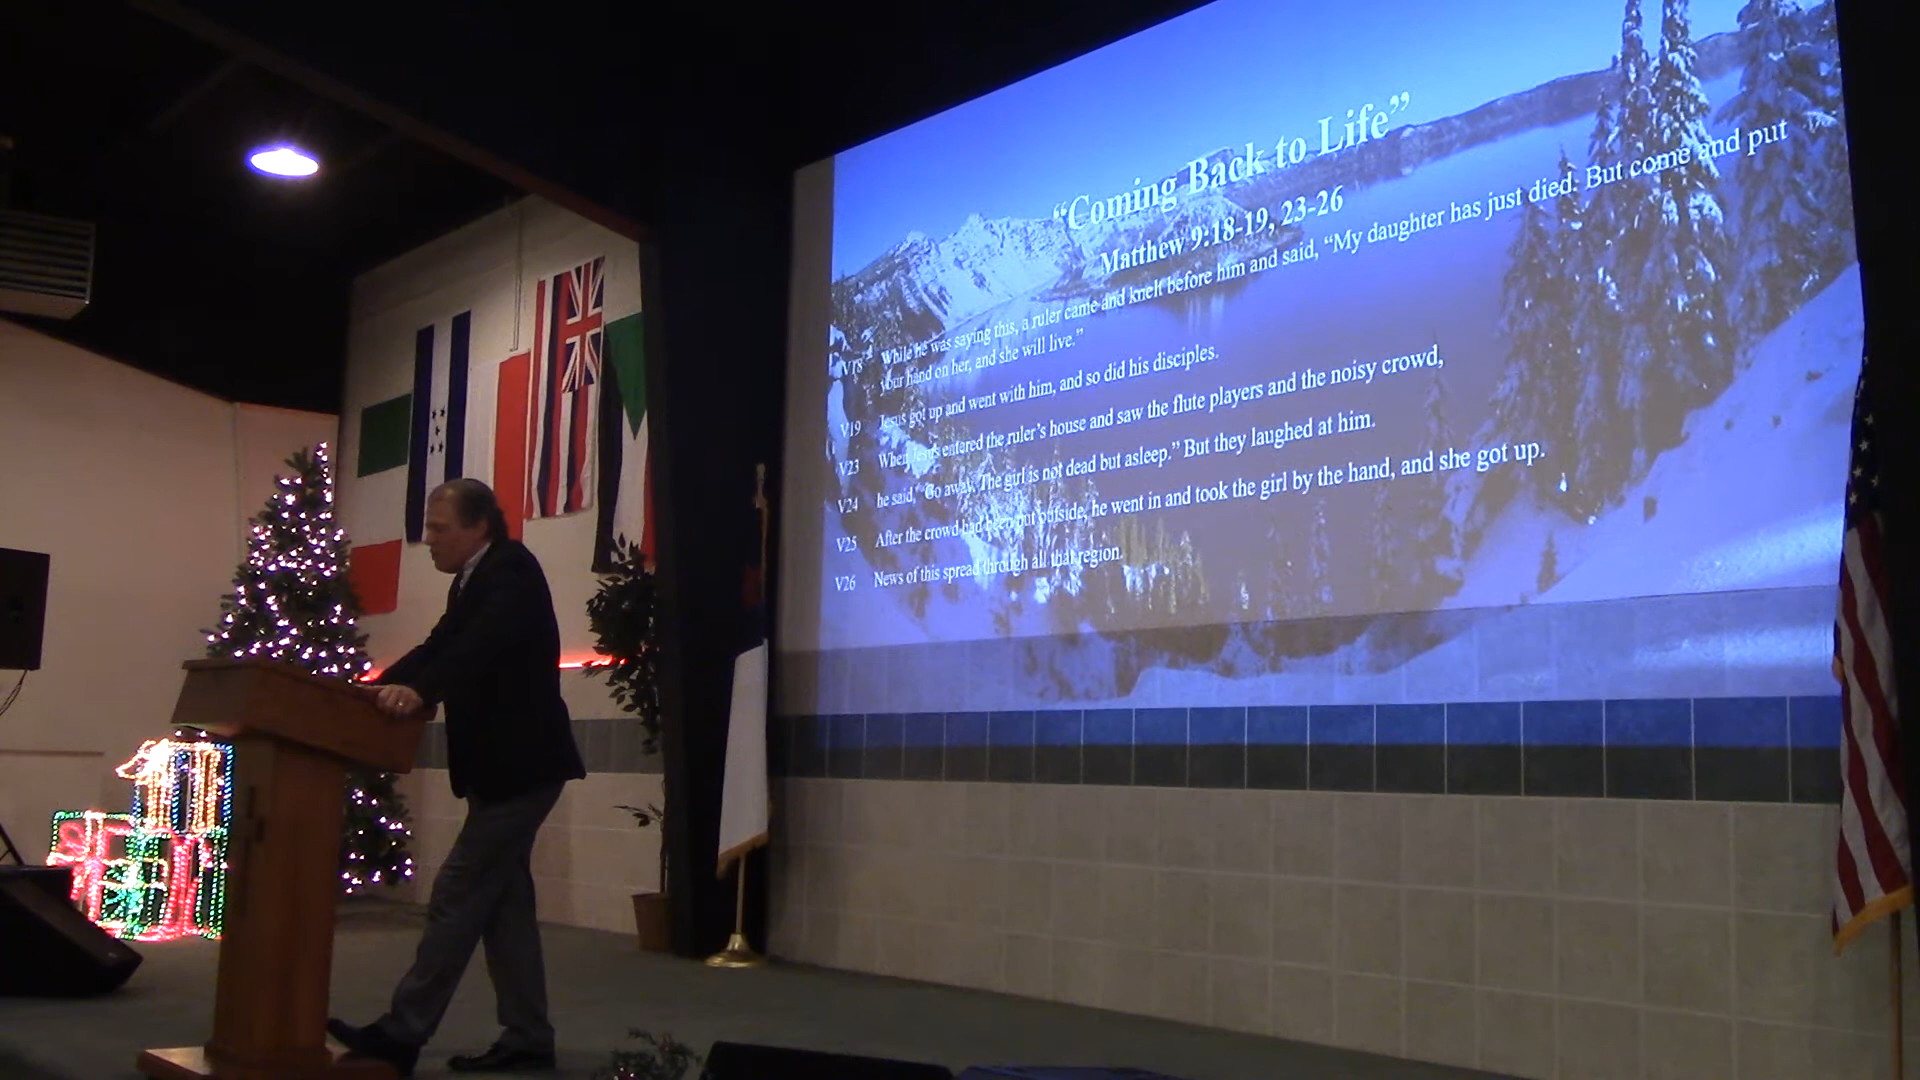 “Coming Back to Life”
Matthew 9:18-19, 23-26
V18 While he was saying this, a ruler came and knelt before him and said, “My daughter has just died. But come and put
your hand on her, and she will live.”
V19 Jesus got up and went with him, and so did his disciples.
V23 When Jesus entered the ruler’s house and saw the flute players and the noisy crowd,
V24 he said, “Go away. The girl is not dead but asleep.” But they laughed at him.
V25 After the crowd had been put outside, he went in and took the girl by the hand, and she got up.
V26 News of this spread through all that region.